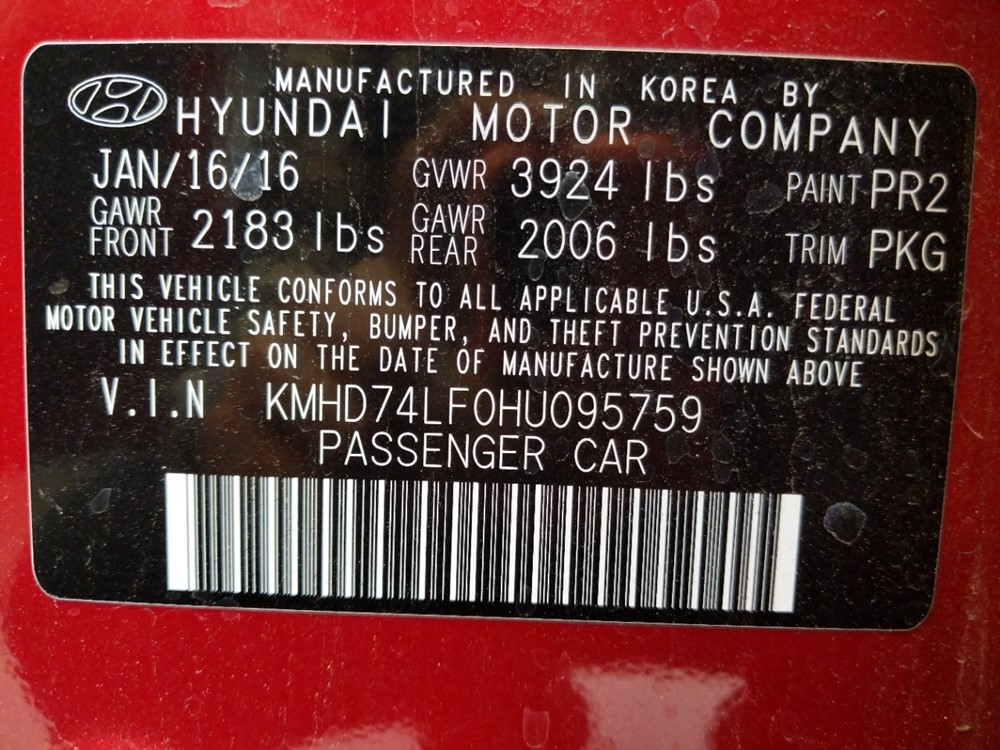 MANUFACTURED IN KOREA BY
HYUNDAI MOTOR COMPANY
JAN/16/16 GVWR 3924 lbs PAINT PR2
GAWR FRONT 2183 lbs GAWR REAR 2006 lbs TRIM PKG
THIS VEHICLE CONFORMS TO ALL APPLICABLE U.S.A. FEDERAL
MOTOR VEHICLE SAFETY, BUMPER, AND THEFT PREVENTION STANDARDS
IN EFFECT ON THE DATE OF MANUFACTURE SHOWN ABOVE
V.I.N KMHD74LF0HU095759
PASSENGER CAR